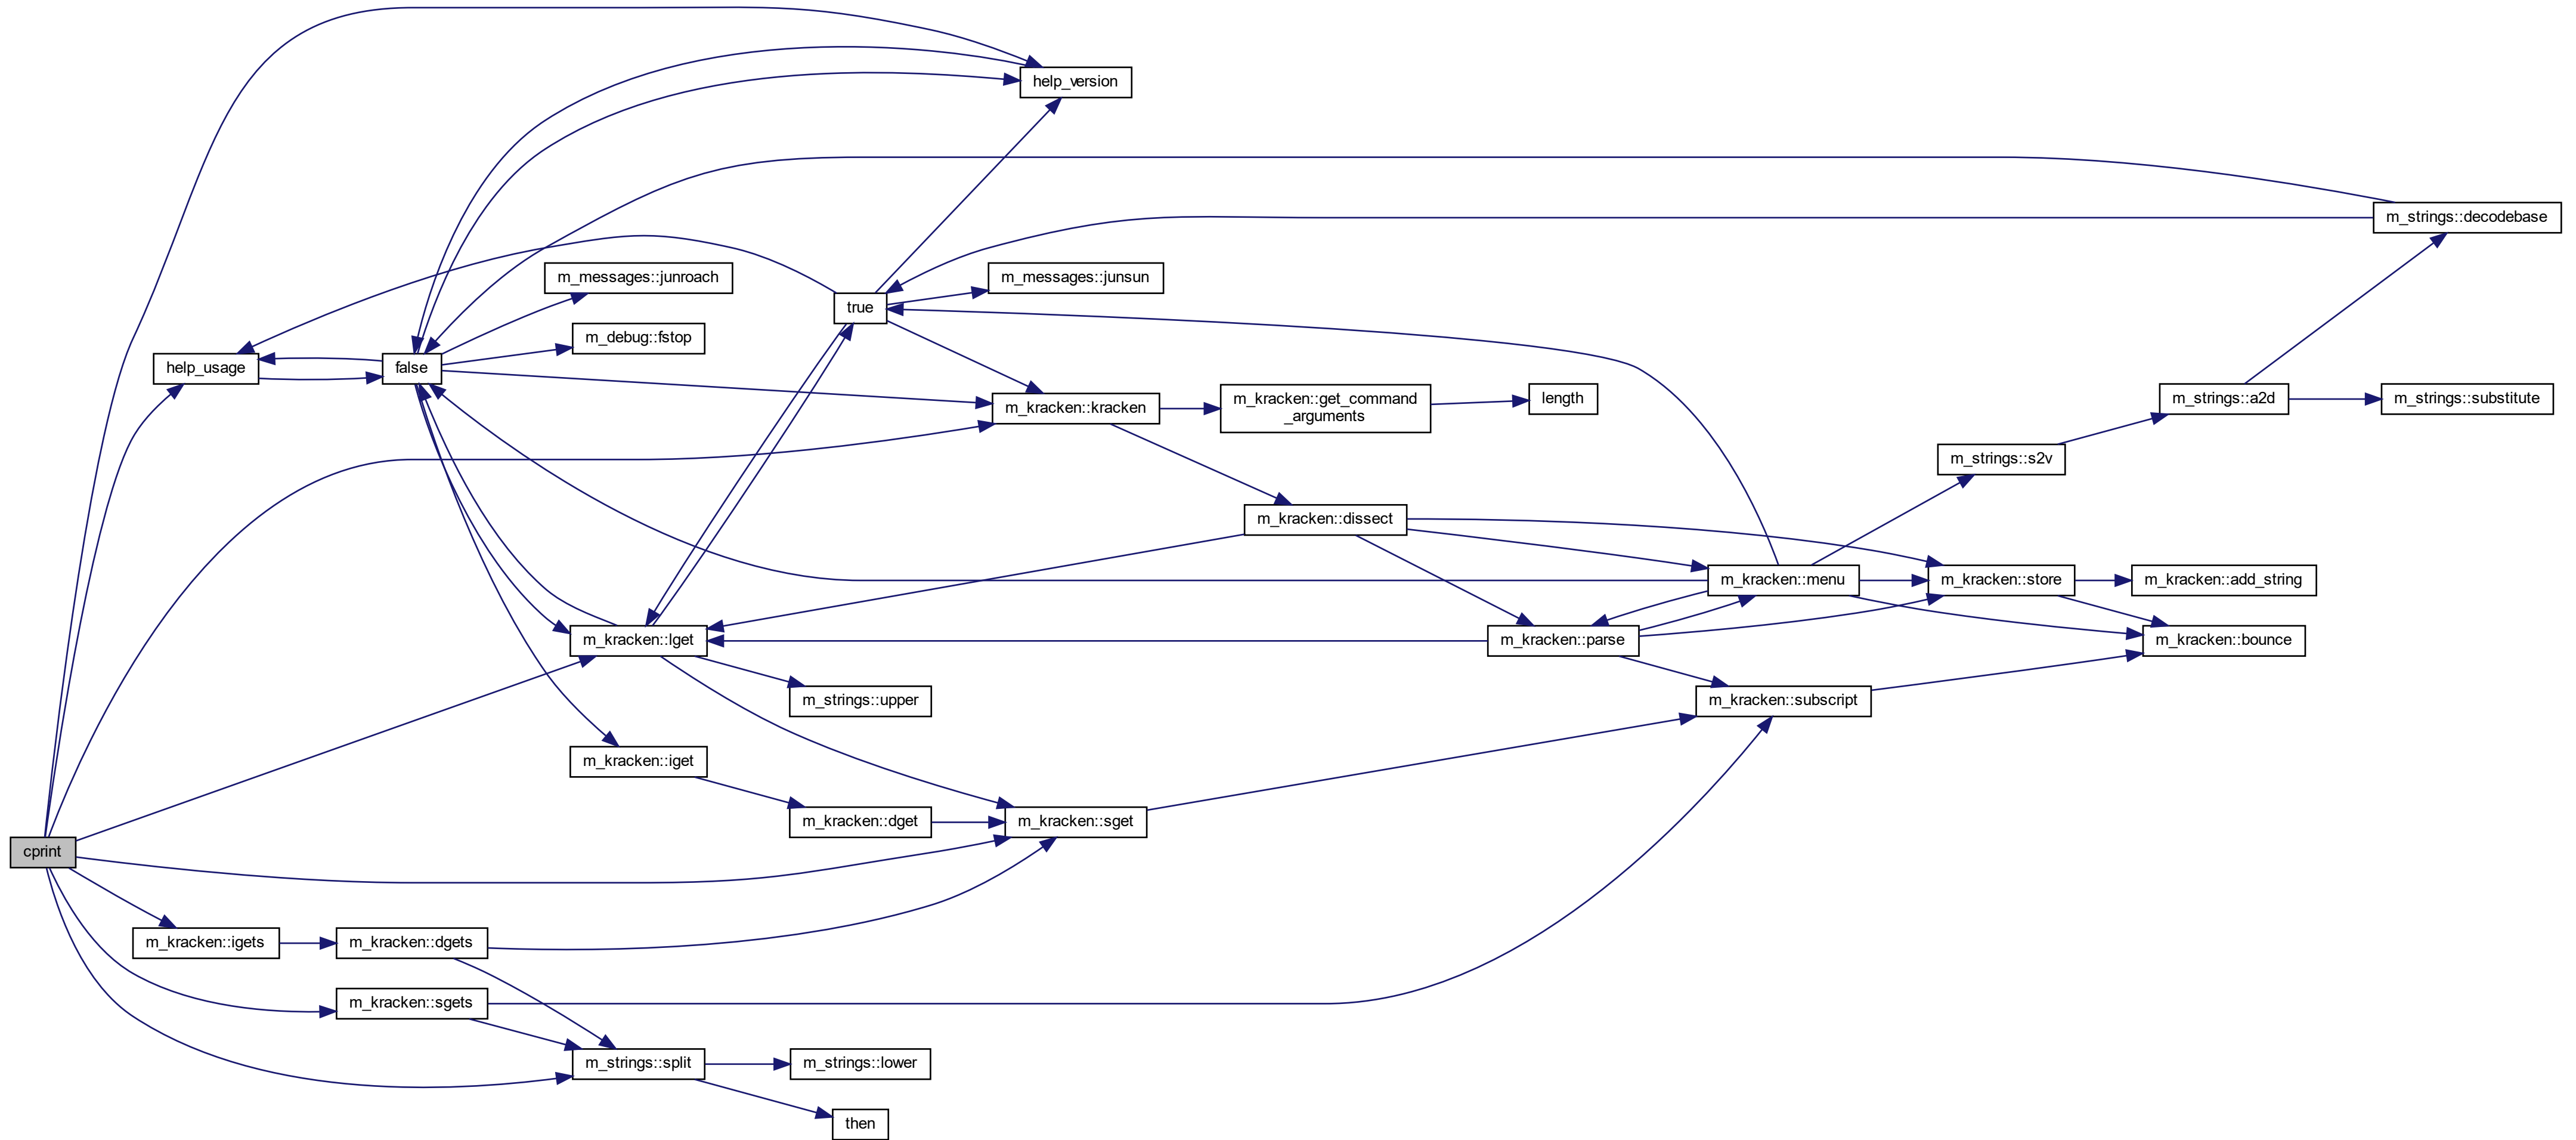 help_version
m_strings::decodebase
m_messages::junroach
m_messages::junsun
true
m_debug::fstop
help_usage
false
m_kracken::kracken
m_kracken::get_command
_arguments
length
m_strings::a2d
m_strings::substitute
m_strings::s2v
m_kracken::dissect
m_kracken::menu
m_kracken::store
m_kracken::add_string
m_kracken::lget
m_kracken::parse
m_kracken::bounce
m_strings::upper
m_kracken::subscript
m_kracken::iget
m_kracken::dget
m_kracken::sget
cprint
m_kracken::igets
m_kracken::dgets
m_kracken::sgets
m_strings::split
m_strings::lower
then